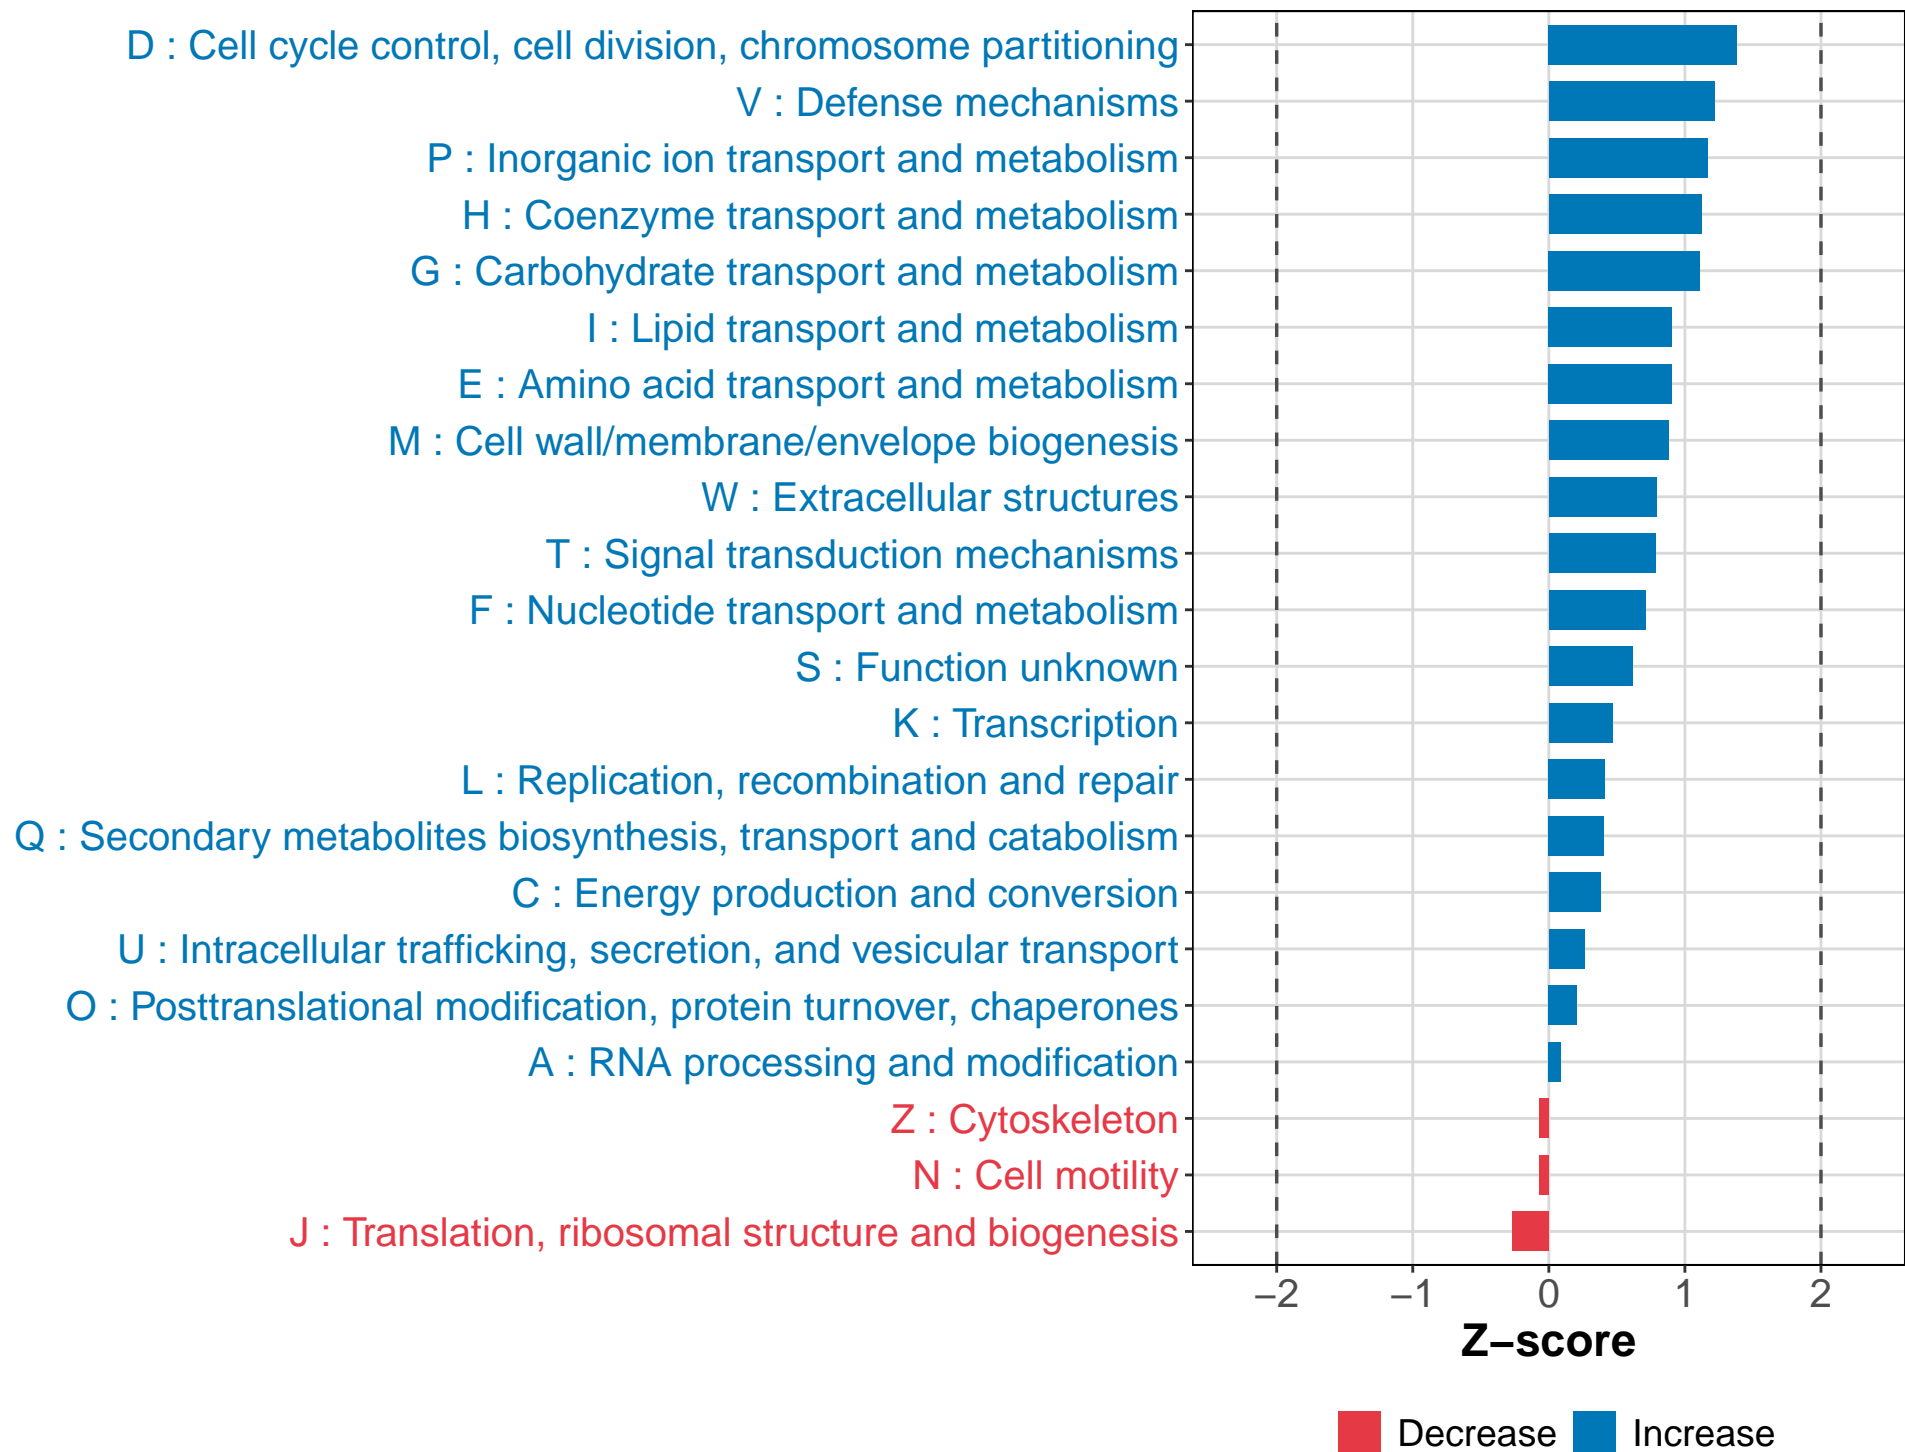 D : Cell cycle control, cell division, chromosome partitioning
V : Defense mechanisms
P : Inorganic ion transport and metabolism
H : Coenzyme transport and metabolism
G : Carbohydrate transport and metabolism
I : Lipid transport and metabolism
E : Amino acid transport and metabolism
M : Cell wall/membrane/envelope biogenesis
W : Extracellular structures
T : Signal transduction mechanisms
F : Nucleotide transport and metabolism
S : Function unknown
K : Transcription
L : Replication, recombination and repair
Q : Secondary metabolites biosynthesis, transport and catabolism
C : Energy production and conversion
U : Intracellular trafficking, secretion, and vesicular transport
O : Posttranslational modification, protein turnover, chaperones
A : RNA processing and modification
Z : Cytoskeleton
N : Cell motility
J : Translation, ribosomal structure and biogenesis
−2 −1 0 1 2
Z−score
Decrease Increase